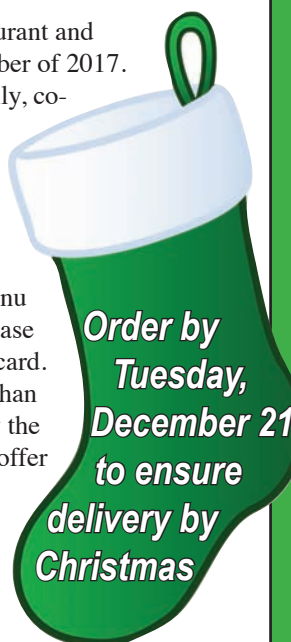 urant and
ber of 2017.
ly, co-
nu
ase
card.
han
the
offer
Order by
Tuesday,
December 21
to ensure
delivery by
Christmas